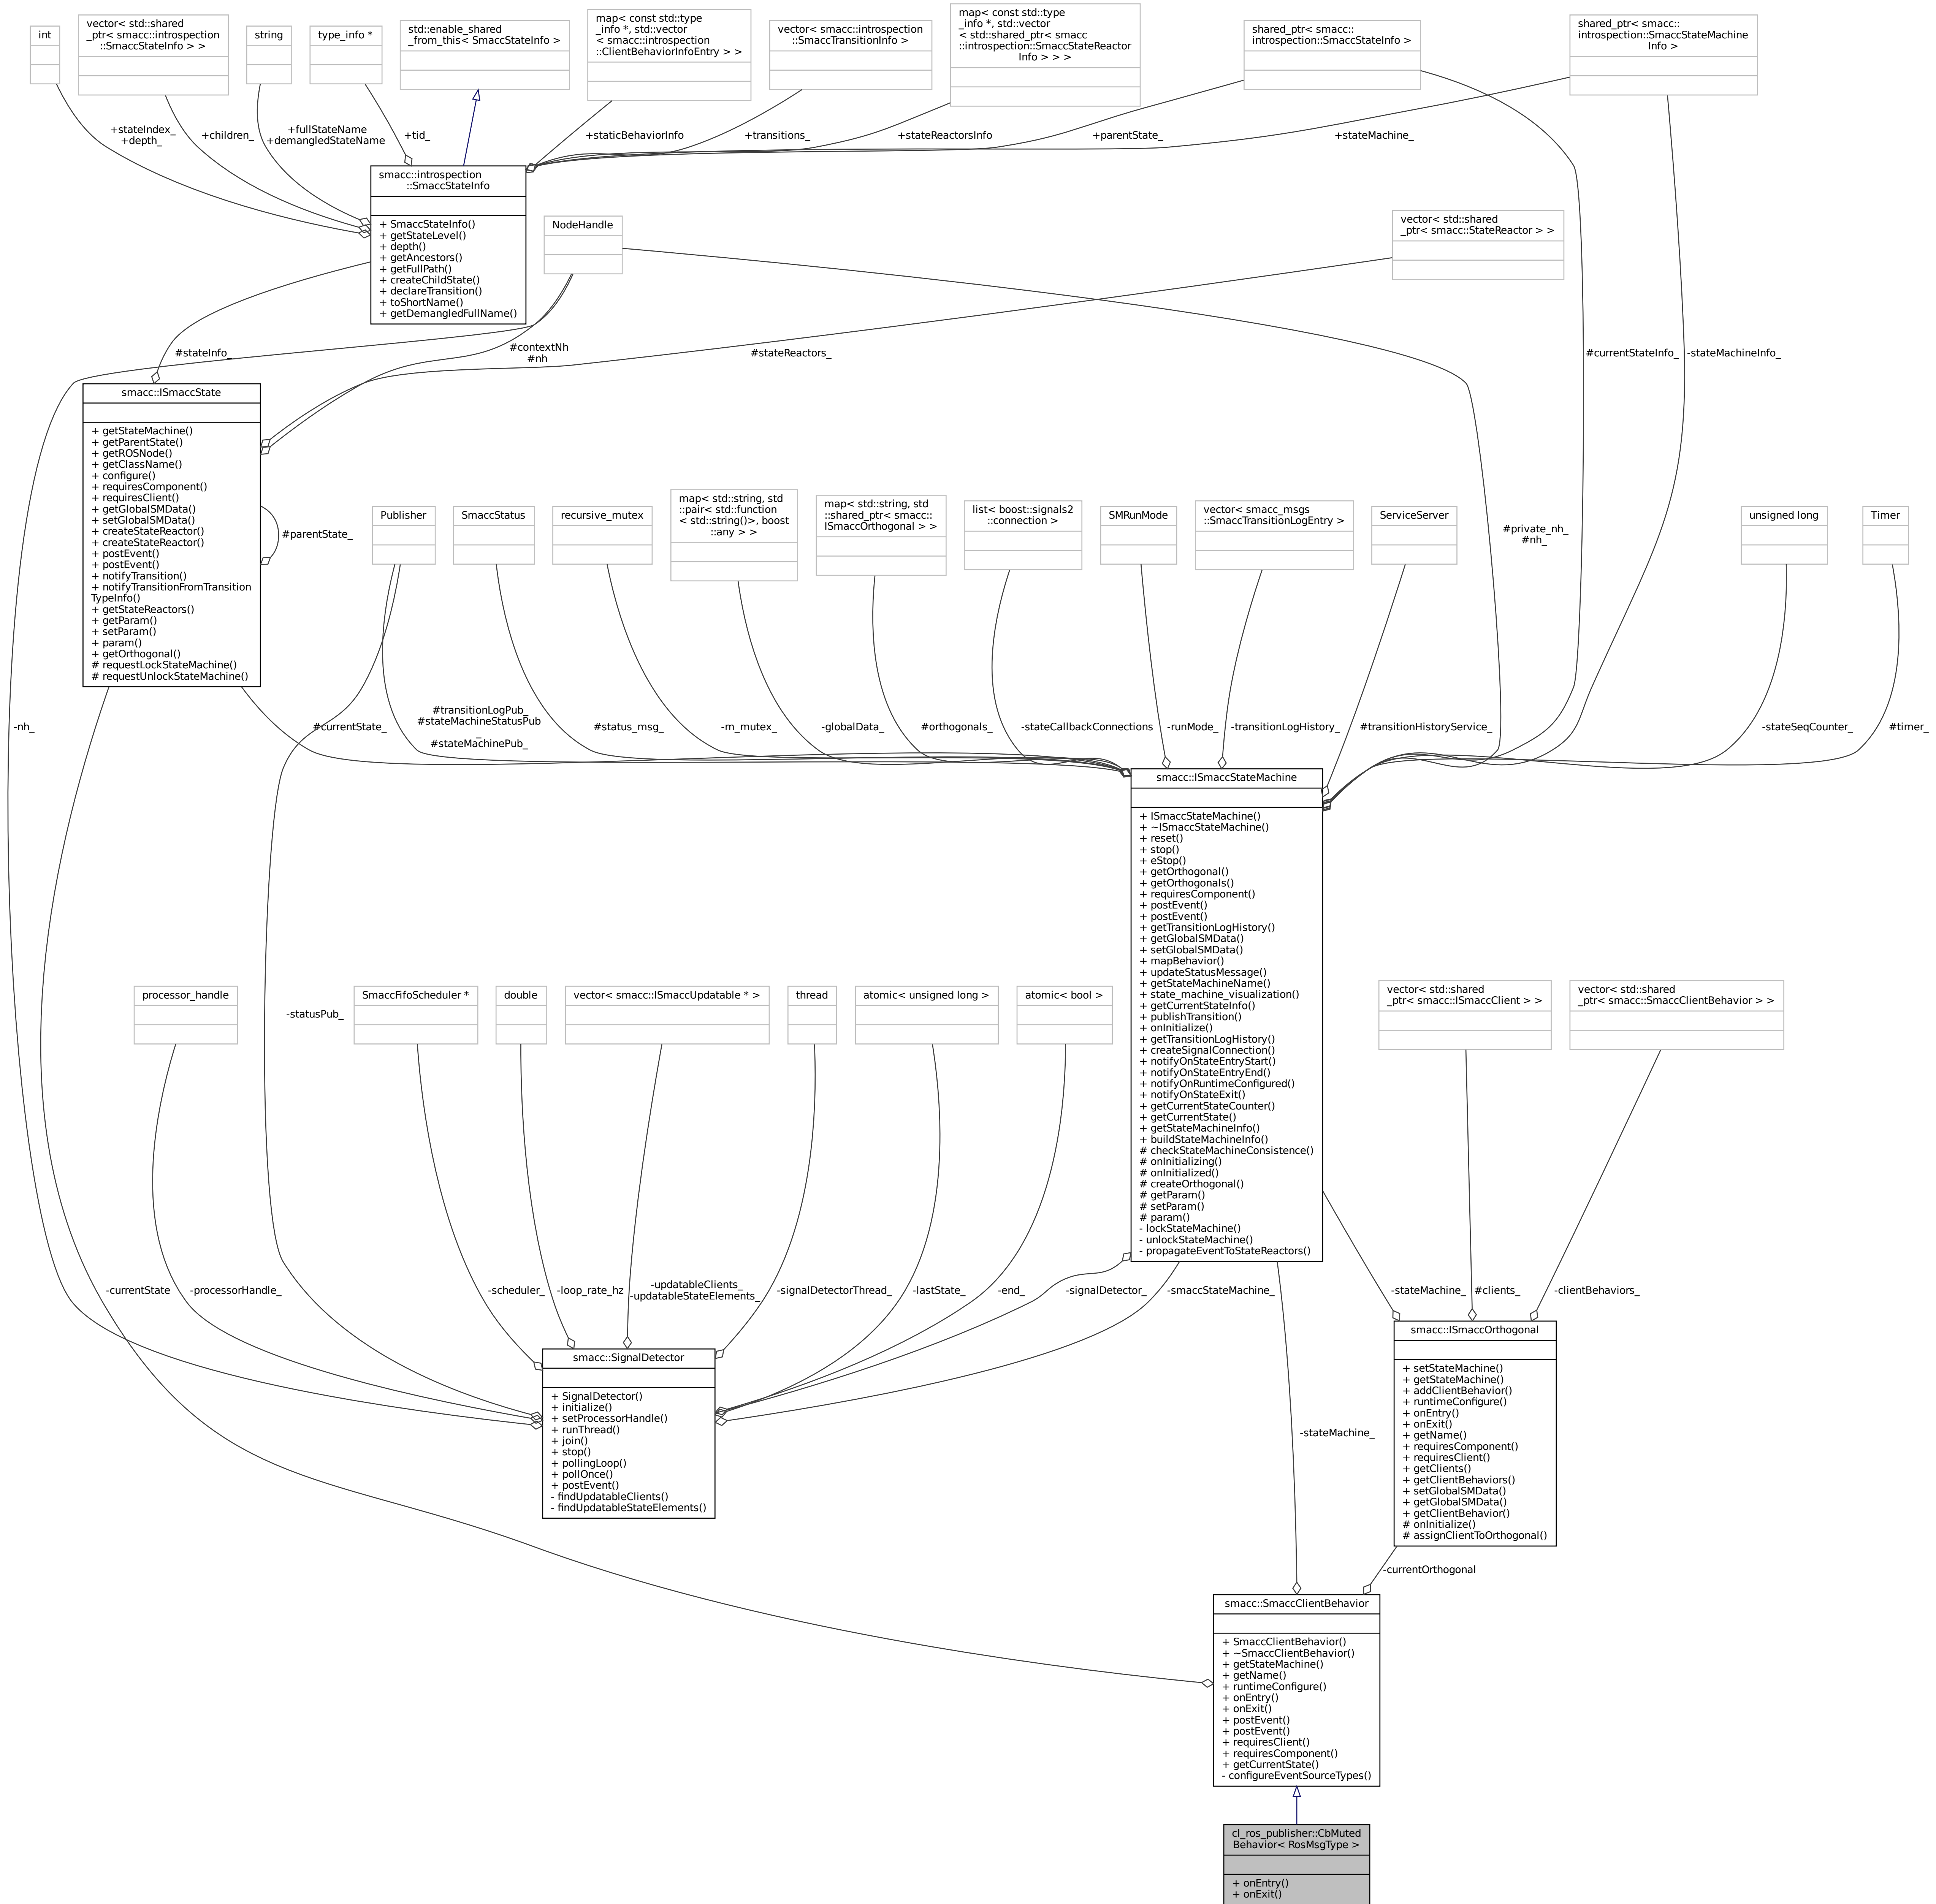 int
vector< std::shared
_ptr< smacc::introspection
::SmaccStateInfo > >
string
type_info *
std::enable_shared
_from_this< SmaccStateInfo >
map< const std::type
_info *, std::vector
< smacc::introspection
::ClientBehaviorInfoEntry > >
vector< smacc::introspection
::SmaccTransitionInfo >
map< const std::type
_info *, std::vector
< std::shared_ptr< smacc
::introspection::SmaccStateReactor
Info > > >
shared_ptr< smacc::
introspection::SmaccStateInfo >
shared_ptr< smacc::
introspection::SmaccStateMachine
Info >
+stateIndex_
+depth_
+children_
+fullStateName
+demangledStateName
+tid_
+staticBehaviorInfo
+transitions_
+stateReactorsInfo
+parentState_
+stateMachine_
smacc::introspection
::SmaccStateInfo
+ SmaccStateInfo()
+ getStateLevel()
+ depth()
+ getAncestors()
+ getFullPath()
+ createChildState()
+ declareTransition()
+ toShortName()
+ getDemangledFullName()
NodeHandle
vector< std::shared
_ptr< smacc::StateReactor > >
#stateInfo_
#contextNh
#nh
#stateReactors_
#currentStateInfo_
-stateMachineInfo_
smacc::ISmaccState
+ getStateMachine()
+ getParentState()
+ getROSNode()
+ getClassName()
+ configure()
+ requiresComponent()
+ requiresClient()
+ getGlobalSMData()
+ setGlobalSMData()
+ createStateReactor()
+ createStateReactor()
+ postEvent()
+ postEvent()
+ notifyTransition()
+ notifyTransitionFromTransition
TypeInfo()
+ getStateReactors()
+ getParam()
+ setParam()
+ param()
+ getOrthogonal()
# requestLockStateMachine()
# requestUnlockStateMachine()
#parentState_
Publisher
SmaccStatus
recursive_mutex
map< std::string, std
::pair< std::function
< std::string()>, boost
::any > >
map< std::string, std
::shared_ptr< smacc::
ISmaccOrthogonal > >
list< boost::signals2
::connection >
SMRunMode
vector< smacc_msgs
::SmaccTransitionLogEntry >
ServiceServer
#private_nh_
#nh_
unsigned long
Timer
-nh_
#currentState_
#transitionLogPub_
#stateMachineStatusPub
_
#stateMachinePub_
#status_msg_
-m_mutex_
-globalData_
#orthogonals_
-stateCallbackConnections
-runMode_
-transitionLogHistory_
#transitionHistoryService_
-stateSeqCounter_
#timer_
smacc::ISmaccStateMachine
+ ISmaccStateMachine()
+ ~ISmaccStateMachine()
+ reset()
+ stop()
+ eStop()
+ getOrthogonal()
+ getOrthogonals()
+ requiresComponent()
+ postEvent()
+ postEvent()
+ getTransitionLogHistory()
+ getGlobalSMData()
+ setGlobalSMData()
+ mapBehavior()
+ updateStatusMessage()
+ getStateMachineName()
+ state_machine_visualization()
+ getCurrentStateInfo()
+ publishTransition()
+ onInitialize()
+ getTransitionLogHistory()
+ createSignalConnection()
+ notifyOnStateEntryStart()
+ notifyOnStateEntryEnd()
+ notifyOnRuntimeConfigured()
+ notifyOnStateExit()
+ getCurrentStateCounter()
+ getCurrentState()
+ getStateMachineInfo()
+ buildStateMachineInfo()
# checkStateMachineConsistence()
# onInitializing()
# onInitialized()
# createOrthogonal()
# getParam()
# setParam()
# param()
- lockStateMachine()
- unlockStateMachine()
- propagateEventToStateReactors()
processor_handle
-statusPub_
SmaccFifoScheduler *
double
vector< smacc::ISmaccUpdatable * >
thread
atomic< unsigned long >
atomic< bool >
vector< std::shared
_ptr< smacc::ISmaccClient > >
vector< std::shared
_ptr< smacc::SmaccClientBehavior > >
-currentState
-processorHandle_
-scheduler_
-loop_rate_hz
-updatableClients_
-updatableStateElements_
-signalDetectorThread_
-lastState_
-end_
-signalDetector_
-smaccStateMachine_
-stateMachine_
#clients_
-clientBehaviors_
smacc::SignalDetector
+ SignalDetector()
+ initialize()
+ setProcessorHandle()
+ runThread()
+ join()
+ stop()
+ pollingLoop()
+ pollOnce()
+ postEvent()
- findUpdatableClients()
- findUpdatableStateElements()
-stateMachine_
smacc::ISmaccOrthogonal
+ setStateMachine()
+ getStateMachine()
+ addClientBehavior()
+ runtimeConfigure()
+ onEntry()
+ onExit()
+ getName()
+ requiresComponent()
+ requiresClient()
+ getClients()
+ getClientBehaviors()
+ setGlobalSMData()
+ getGlobalSMData()
+ getClientBehavior()
# onInitialize()
# assignClientToOrthogonal()
-currentOrthogonal
smacc::SmaccClientBehavior
+ SmaccClientBehavior()
+ ~SmaccClientBehavior()
+ getStateMachine()
+ getName()
+ runtimeConfigure()
+ onEntry()
+ onExit()
+ postEvent()
+ postEvent()
+ requiresClient()
+ requiresComponent()
+ getCurrentState()
- configureEventSourceTypes()
cl_ros_publisher::CbMuted
Behavior< RosMsgType >
+ onEntry()
+ onExit()